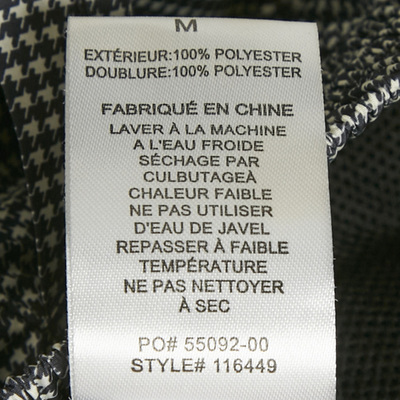 M
EXTÉRIEUR:100% POLYESTER
DOUBLURE:100% POLYESTER
FABRIQUÉ EN CHINE
LAVER À LA MACHINE
A L'EAU FROIDE
SÉCHAGE PAR
CULBUTAGEÀ
CHALEUR FAIBLE
NE PAS UTILISER
D'EAU DE JAVEL
REPASSER À FAIBLE
TEMPÉRATURE
NE PAS NETTOYER
À SEC
PO# 55092-00
STYLE# 116449